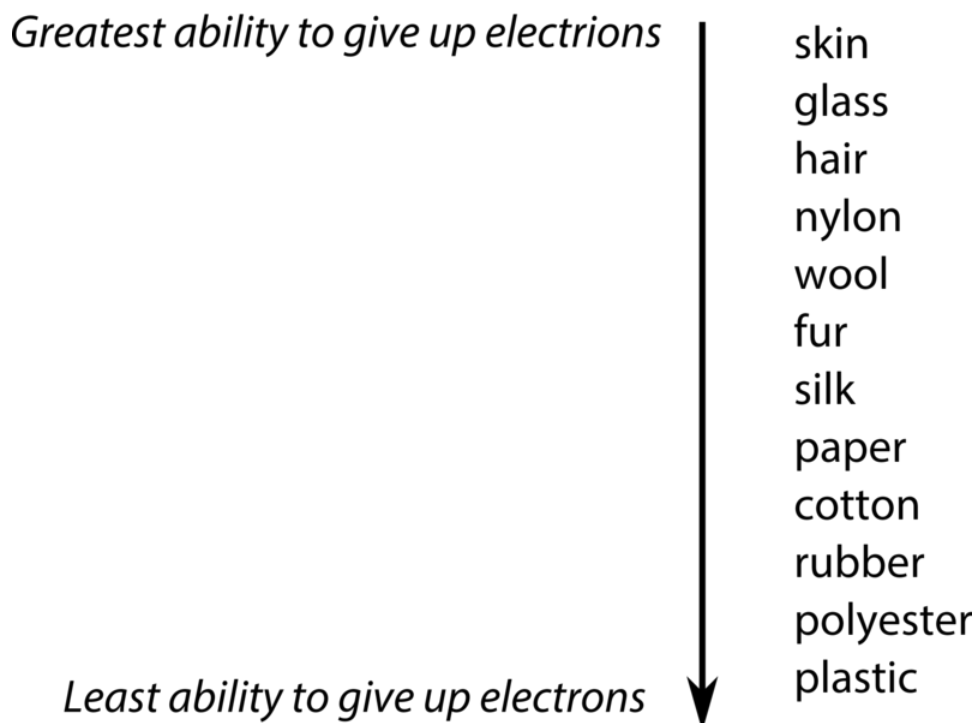 Greatest ability to give up electrions
skin
glass
hair
nylon
wool
fur
silk
paper
cotton
rubber
polyester
plastic
Least ability to give up electrons